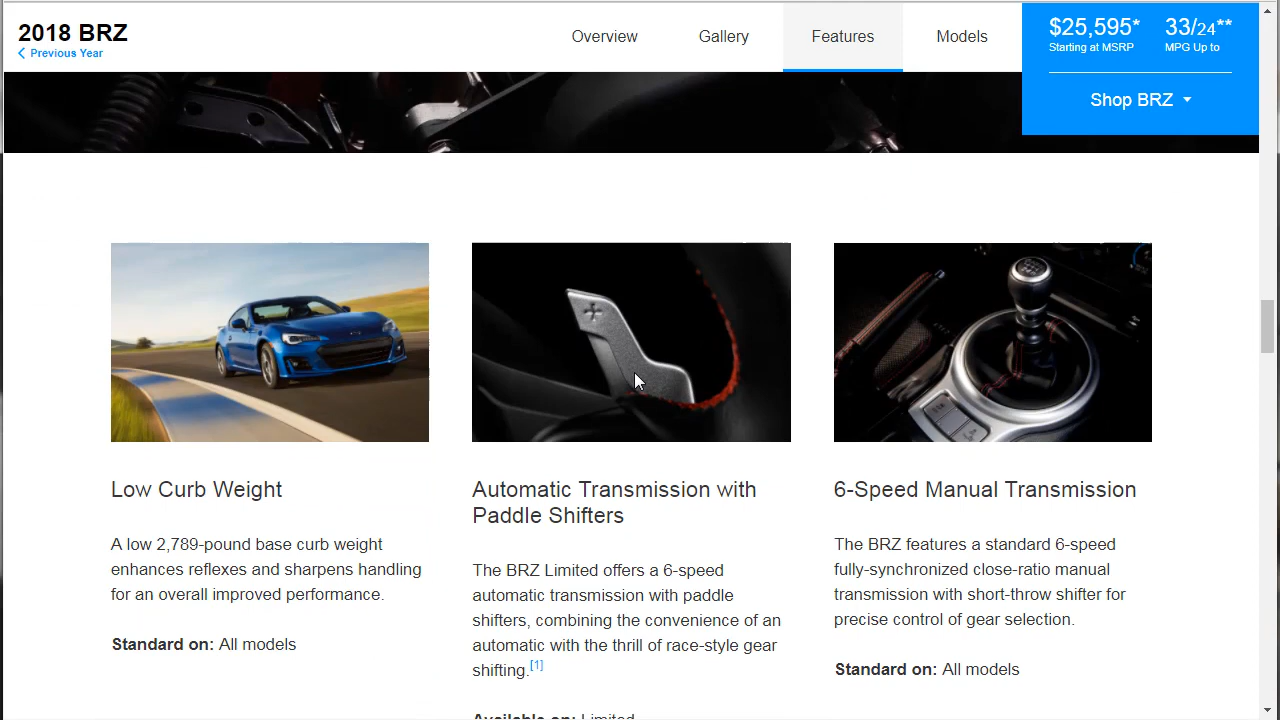 2018 BRZ
Previous Year
Overview
Gallery
Features
Models
$25,595*
Starting at MSRP
33/24**
MPG Up to
Shop BRZ
Low Curb Weight
A low 2,789-pound base curb weight
enhances reflexes and sharpens handling
for an overall improved performance.
Standard on: All models
Automatic Transmission with
Paddle Shifters
The BRZ Limited offers a 6-speed
automatic transmission with paddle
shifters, combining the convenience of an
automatic with the thrill of race-style gear
shifting.[1]
Available on: Limited
6-Speed Manual Transmission
The BRZ features a standard 6-speed
fully-synchronized close-ratio manual
transmission with short-throw shifter for
precise control of gear selection.
Standard on: All models